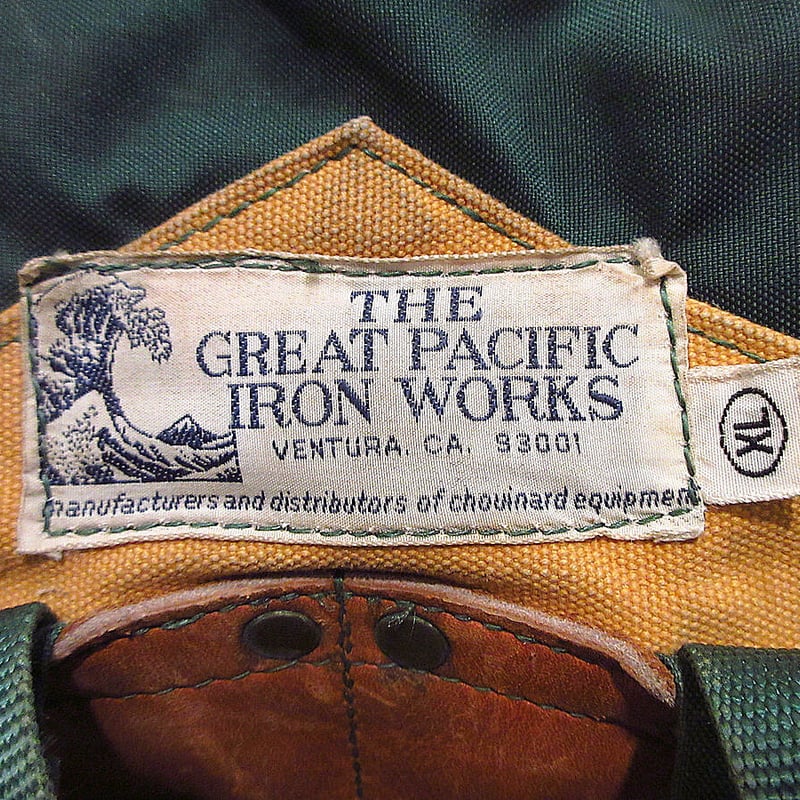 THE
GREAT PACIFIC
IRON WORKS
VENTURA, CA. 93001
manufacturers and distributors of chouinard equipment
XL